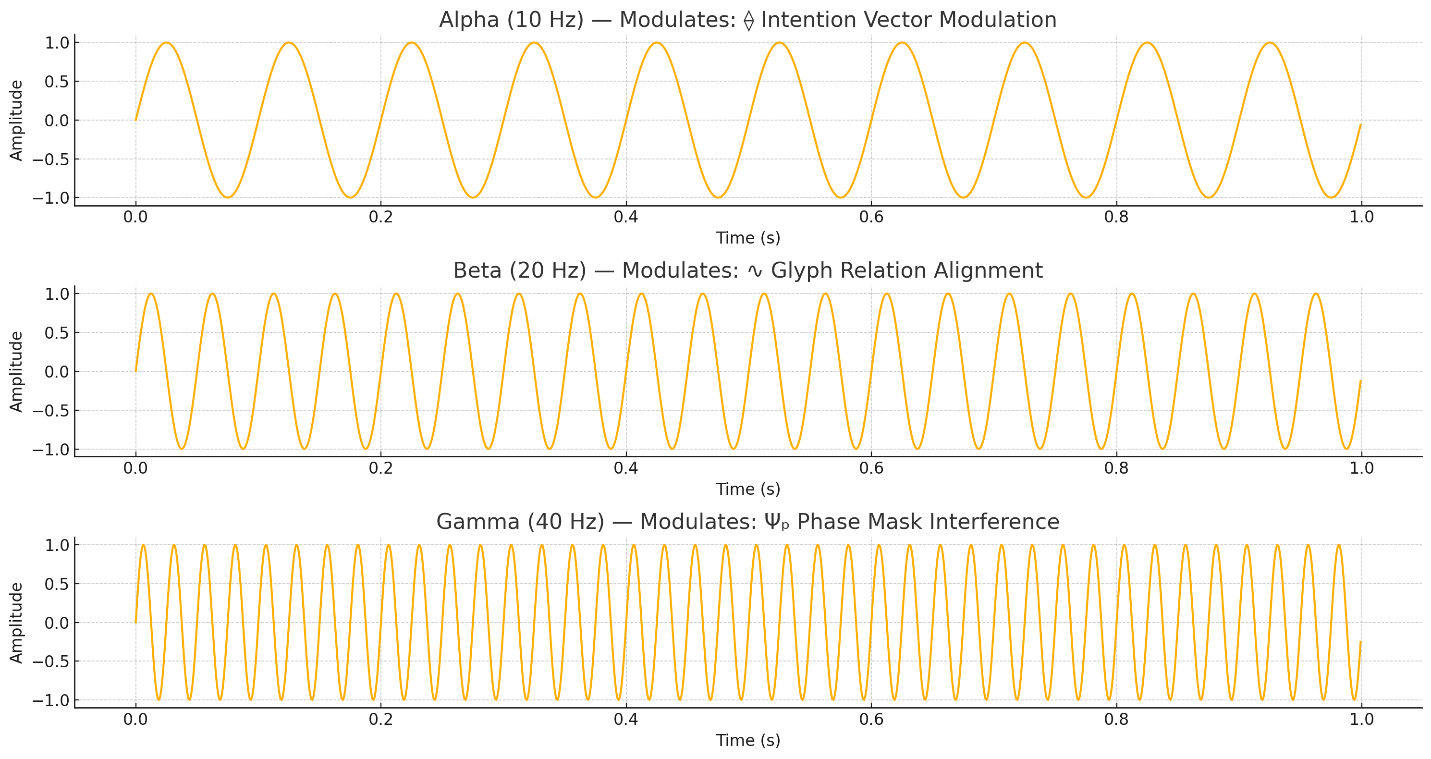 Alpha (10 Hz) — Modulates: ⟠ Intention Vector Modulation
1.0
0.5
0.0
−0.5
−1.0
Amplitude
0.0 0.2 0.4 0.6 0.8 1.0
Time (s)
Beta (20 Hz) — Modulates: ∿ Glyph Relation Alignment
1.0
0.5
0.0
−0.5
−1.0
Amplitude
0.0 0.2 0.4 0.6 0.8 1.0
Time (s)
Gamma (40 Hz) — Modulates: Ψₚ Phase Mask Interference
1.0
0.5
0.0
−0.5
−1.0
Amplitude
0.0 0.2 0.4 0.6 0.8 1.0
Time (s)